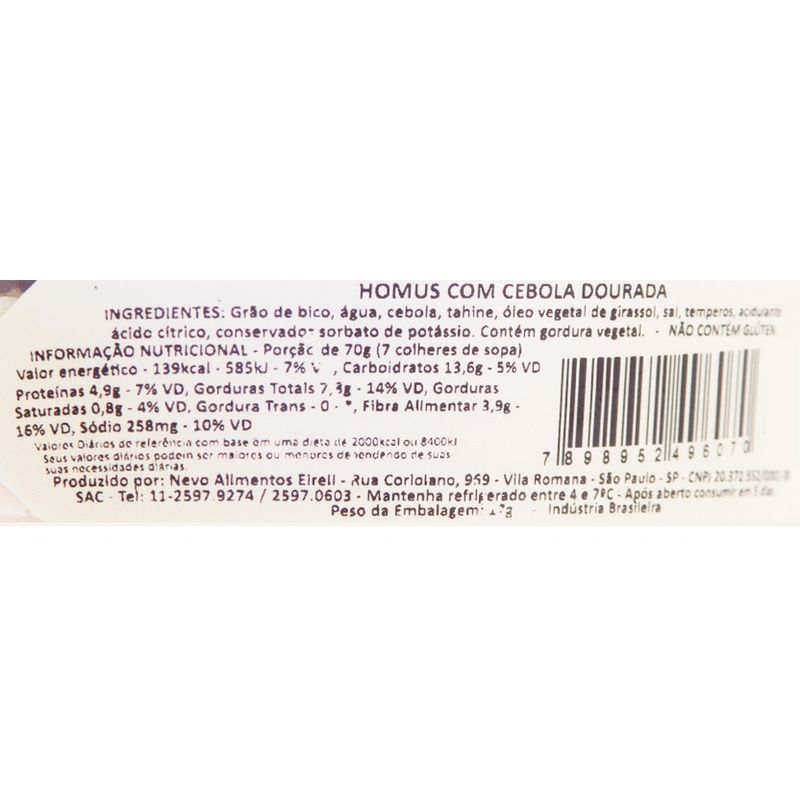 HOMUS COM CEBOLA DOURADA
INGREDIENTES: Grão de bico, água, cebola, tahine, óleo vegetal de girassol, sal, temperos, acidulante
ácido cítrico, conservador sorbato de potássio. Contém gordura vegetal. - NÃO CONTÉM GLÚTEN
INFORMAÇÃO NUTRICIONAL - Porção de 70g (7 colheres de sopa)
Valor energético - 139kcal - 585kJ - 7% , Carboidratos 13,6g - 5% VD
Proteínas 4,9g - 7% VD, Gorduras Totais 7,3g - 14% VD, Gorduras
Saturadas 0,8g - 4% VD, Gordura Trans - 0 - *, Fibra Alimentar 3,9g -
16% VD, Sódio 258mg - 10% VD
Valores Diários de referência com base em uma dieta de 2000kcal ou 8400kJ
Seus valores diários podem ser maiores ou menores dependendo de suas
suas necessidades diárias.
7 898952 496070
Produzido por: Nevo Alimentos Eireli - Rua Coriolano, 969 - Vila Romana - São Paulo - SP - CNPJ 20.372.552/
SAC - Tel: 11-2597.9274 / 2597.0603 - Mantenha refrigerado entre 4 e 7ºC - Após aberto consumir em 5 dias
Peso da Embalagem: - Indústria Brasileira